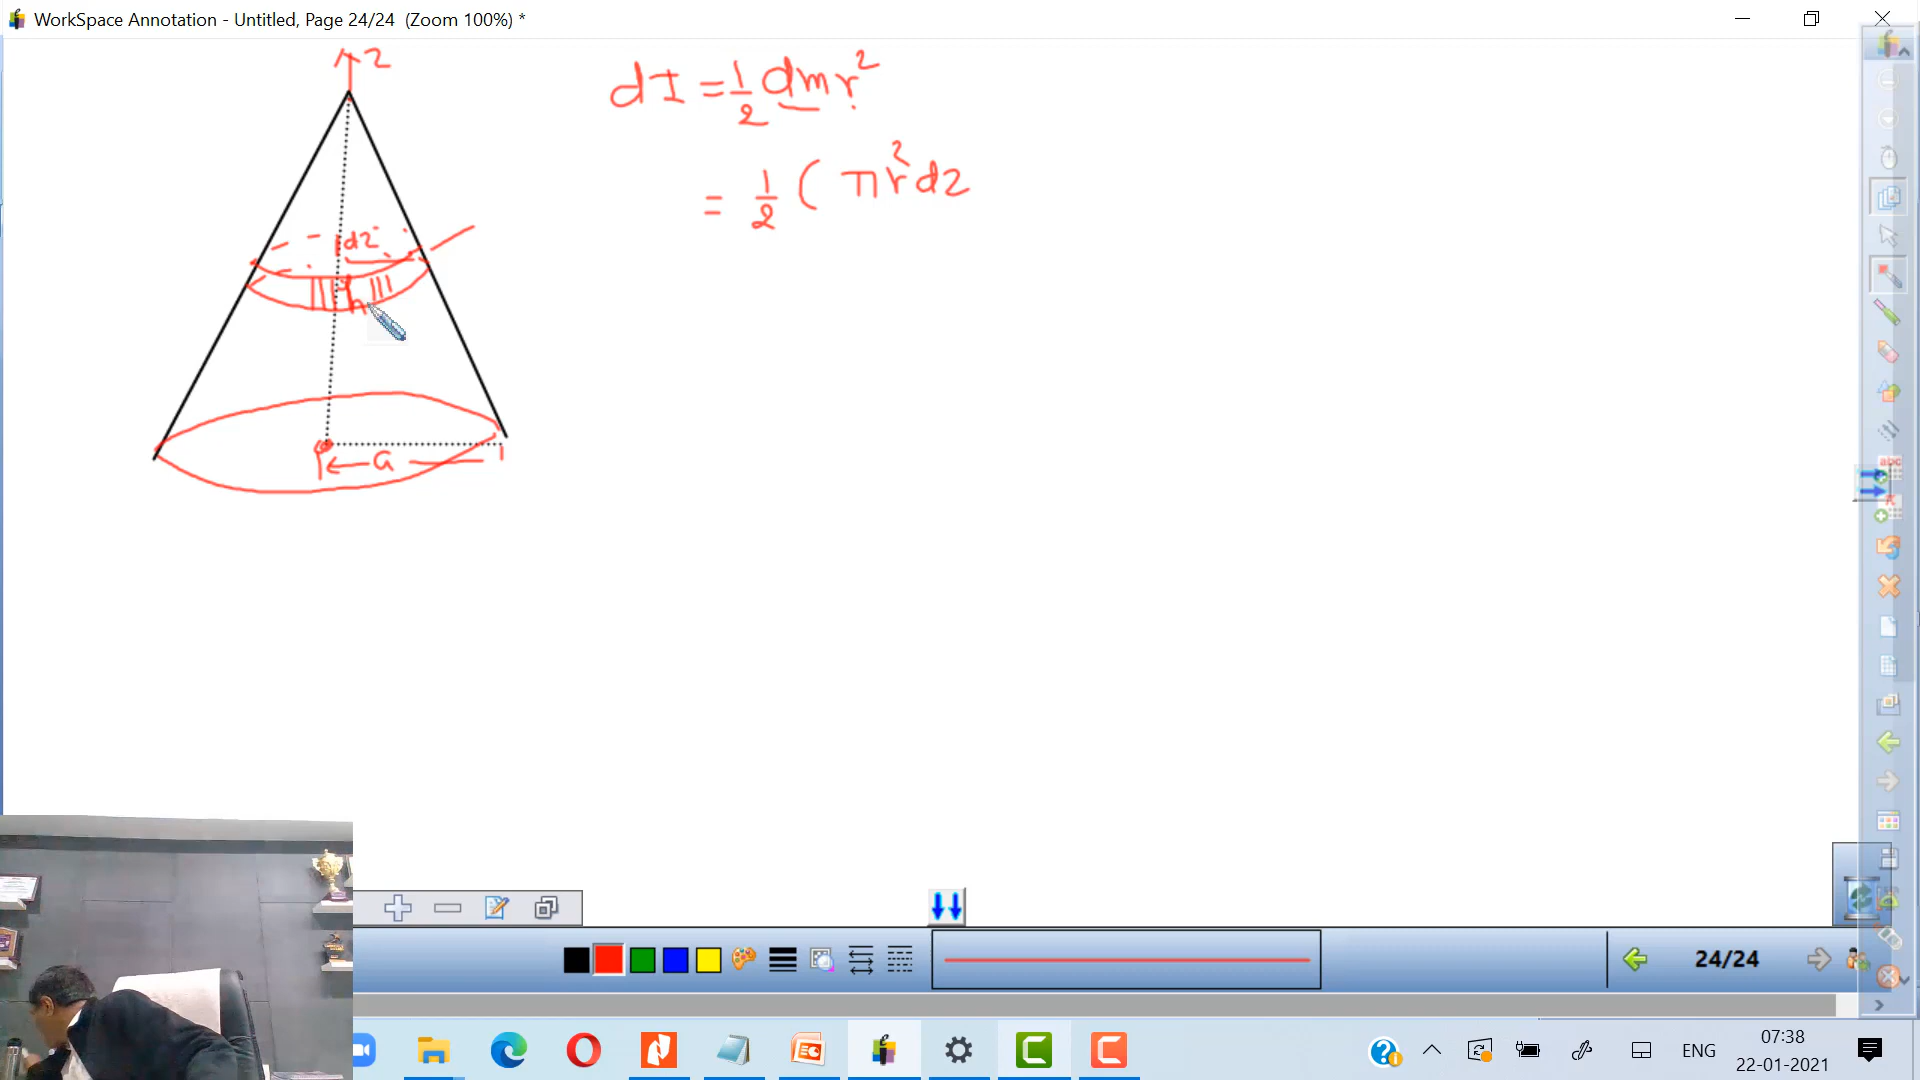 WorkSpace Annotation - Untitled, Page 24/24 (Zoom 100%) *
z
dI = 1/2 dm r²
= 1/2 ( πr² dz
dz
h
a
24/24
ENG
07:38
22-01-2021